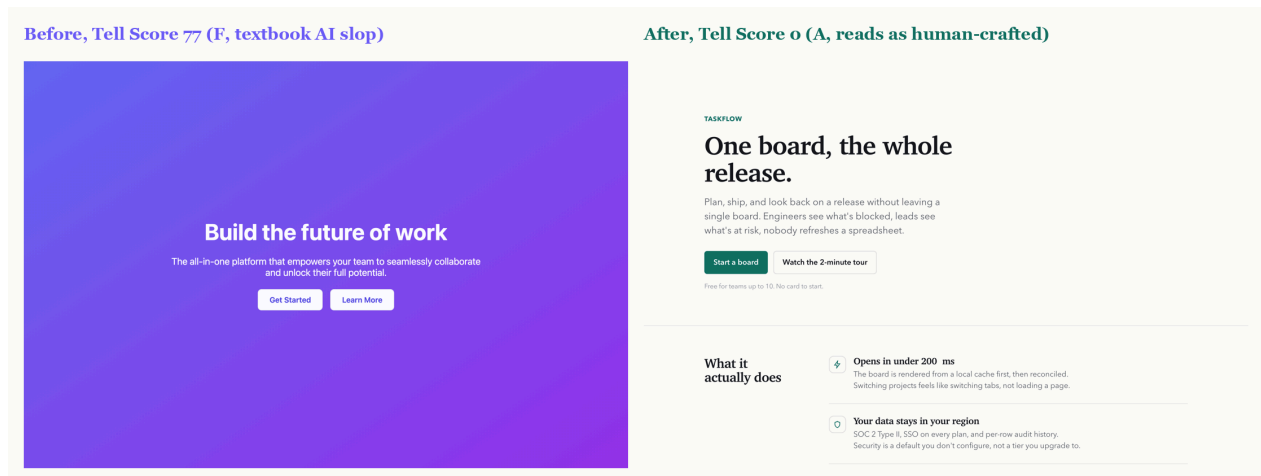 Before, Tell Score 77 (F, textbook AI slop)
Build the future of work
The all-in-one platform that empowers your team to seamlessly collaborate
and unlock their full potential.
Get Started
Learn More
After, Tell Score 0 (A, reads as human-crafted)
TASKFLOW
One board, the whole
release.
Plan, ship, and look back on a release without leaving a
single board. Engineers see what's blocked, leads see
what's at risk, nobody refreshes a spreadsheet.
Start a board
Watch the 2-minute tour
Free for teams up to 10. No card to start.
What it
actually does
Opens in under 200 ms
The board is rendered from a local cache first, then reconciled.
Switching projects feels like switching tabs, not loading a page.
Your data stays in your region
SOC 2 Type II, SSO on every plan, and per-row audit history.
Security is a default you don't configure, not a tier you upgrade to.